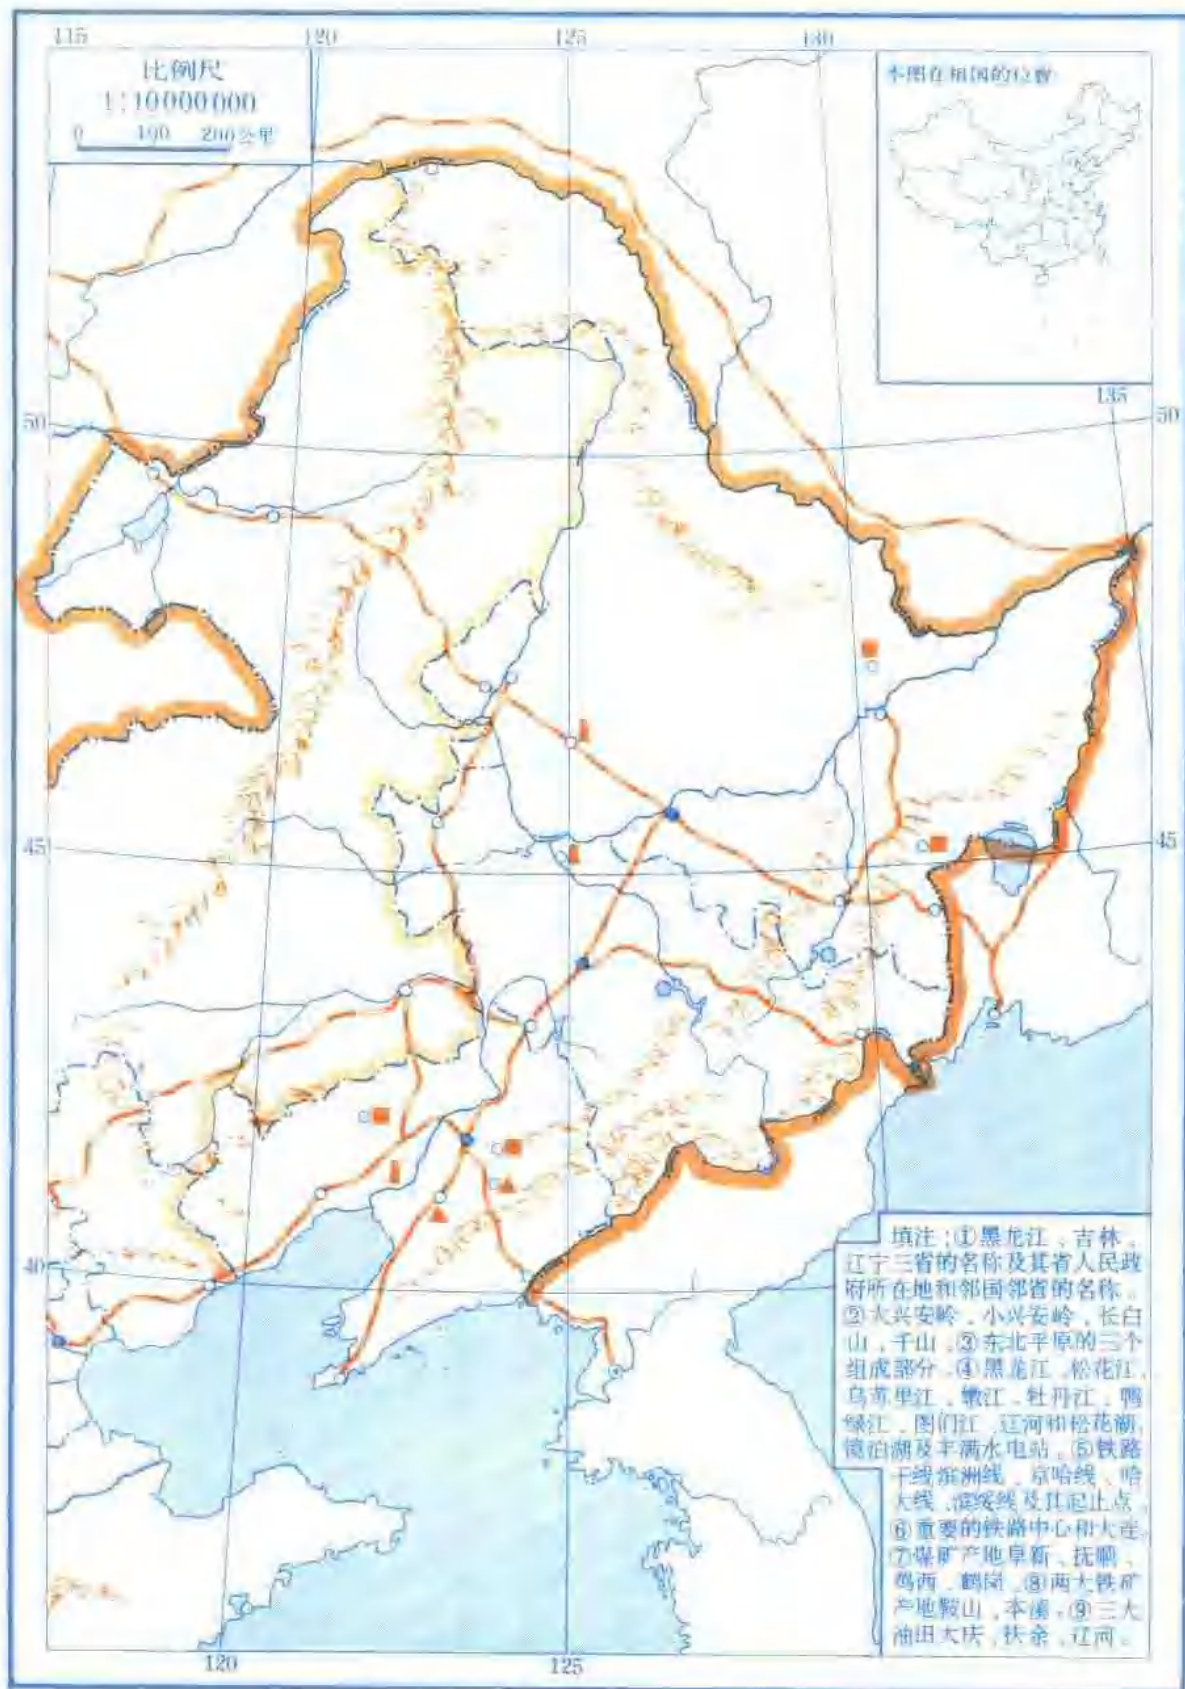 115 120 125 130
比例尺
1:10000000
0 100 200公里
本图在祖国的位置
135
50 50
45 45
40
填注:①黑龙江、吉林、
辽宁三省的名称及其省人民政
府所在地和邻国邻省的名称。
②大兴安岭、小兴安岭、长白
山、千山。③东北平原的三个
组成部分。④黑龙江、松花江、
乌苏里江、嫩江、牡丹江、鸭
绿江、图们江、辽河和松花湖、
镜泊湖及丰满水电站。⑤铁路
干线滨洲线、京哈线、哈
大线、滨绥线及其起止点。
⑥重要的铁路中心和大连。
⑦煤矿产地阜新、抚顺、
鸡西、鹤岗。⑧两大铁矿
产地鞍山、本溪。⑨三大
油田大庆、扶余、辽河。
120 125